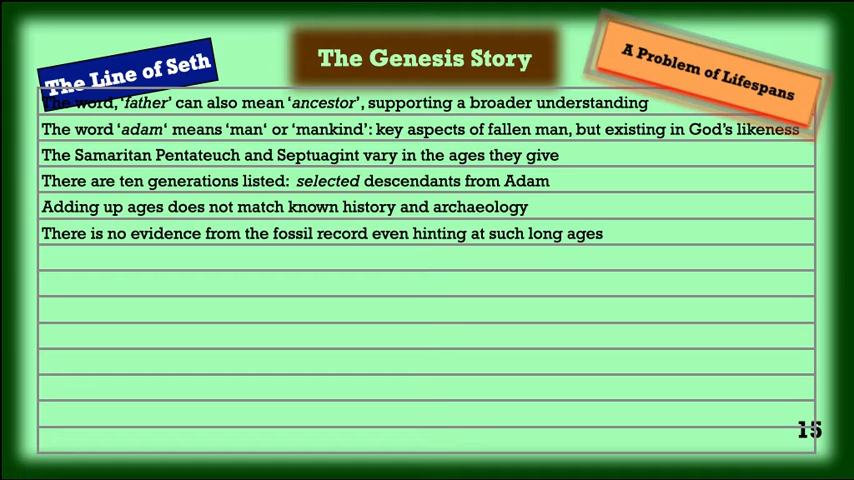 The Genesis Story
The Line of Seth
A Problem of Lifespans
The word, ‘father’ can also mean ‘ancestor’, supporting a broader understanding
The word ‘adam‘ means ‘man‘ or ‘mankind’: key aspects of fallen man, but existing in God’s likeness
The Samaritan Pentateuch and Septuagint vary in the ages they give
There are ten generations listed: selected descendants from Adam
Adding up ages does not match known history and archaeology
There is no evidence from the fossil record even hinting at such long ages
15